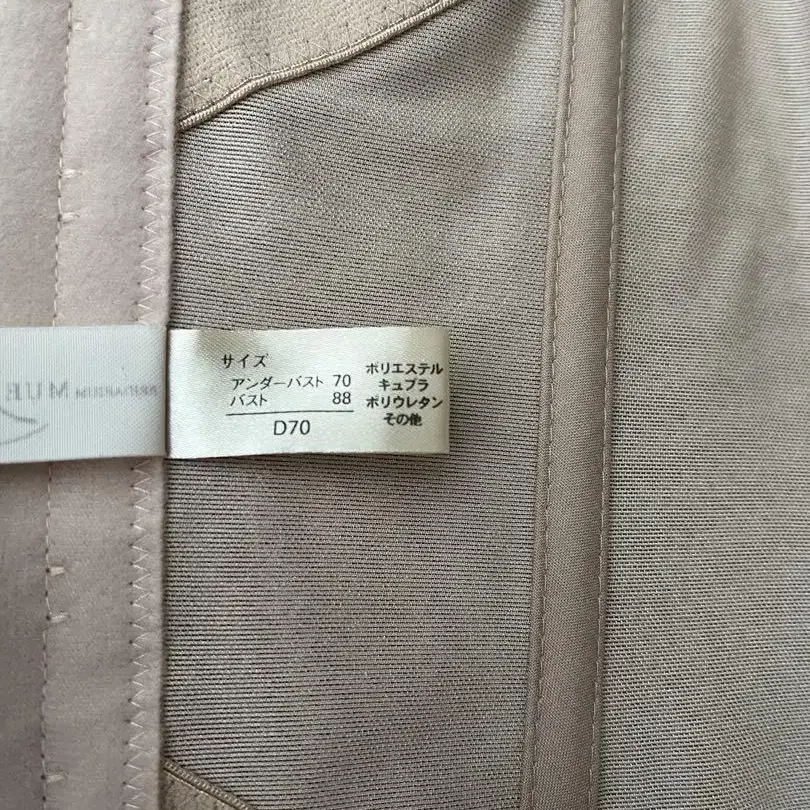 サイズ
アンダーバスト 70
バスト 88
D70
ポリエステル
キュプラ
ポリウレタン
その他